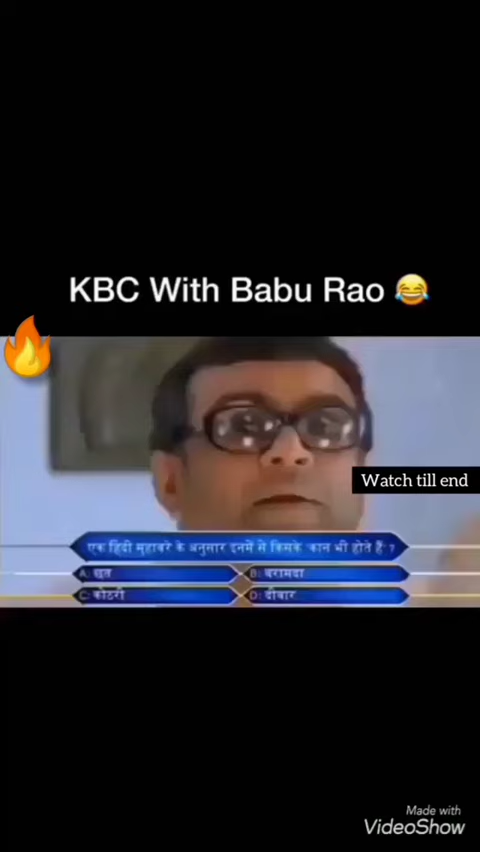 KBC With Babu Rao 😂
Watch till end
एक हिंदी मुहावरे के अनुसार इनमें से किसके 'कान भी होते हैं'?
A: छत
B: बरामदा
C: कोठरी
D: दीवार
Made with
VideoShow